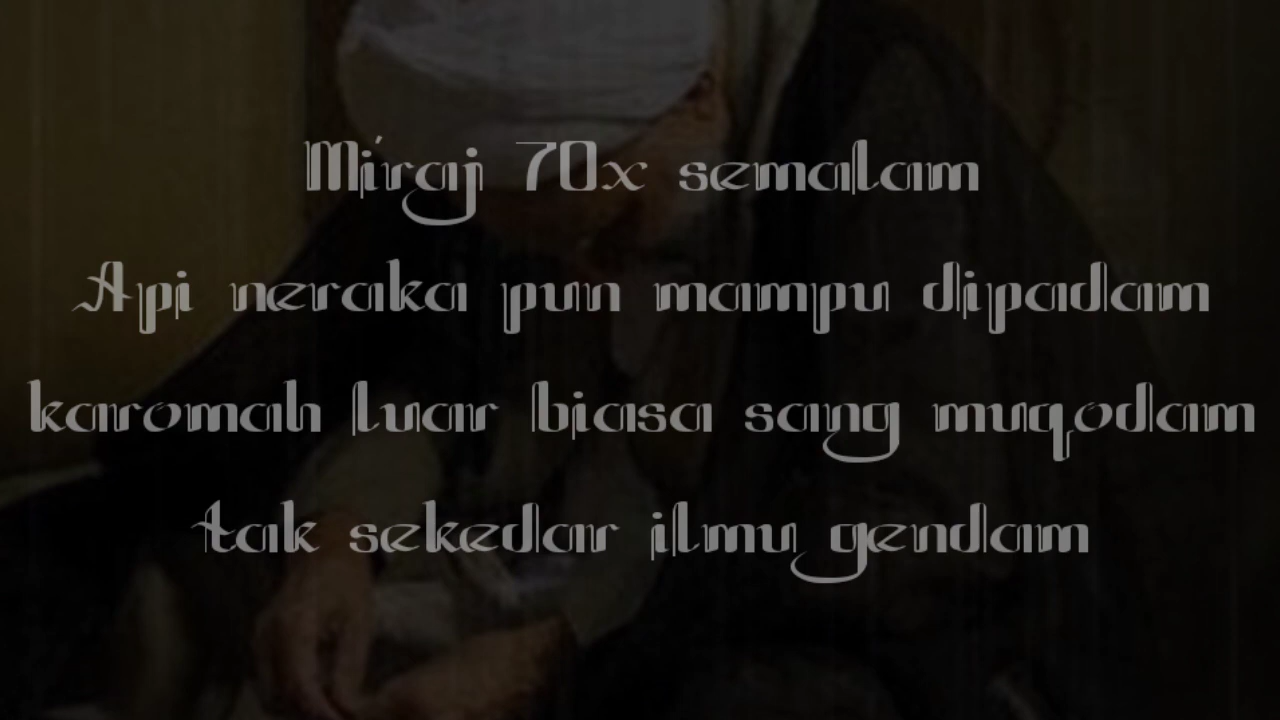 Mi'raj 70x semalam
Api neraka pun mampu dipadam
karomah luar biasa sang muqodam
tak sekedar ilmu gendam